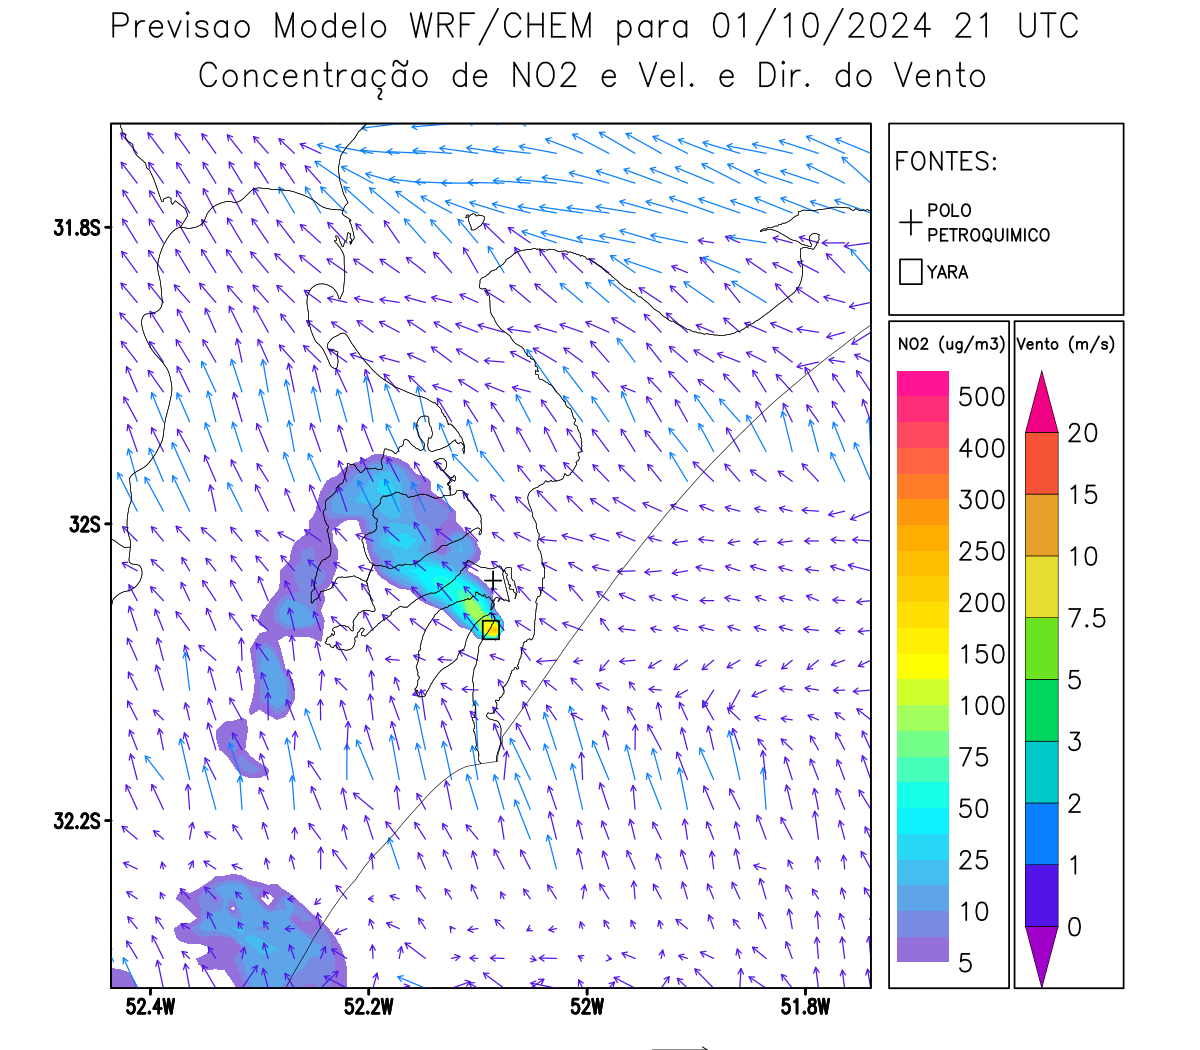 Previsao Modelo WRF/CHEM para 01/10/2024 21 UTC
Concentração de NO2 e Vel. e Dir. do Vento
FONTES:
POLO
PETROQUIMICO
YARA
NO2 (ug/m3)
500
400
300
250
200
150
100
75
50
25
10
5
Vento (m/s)
20
15
10
7.5
5
3
2
1
0
31.8S
32S
32.2S
52.4W
52.2W
52W
51.8W